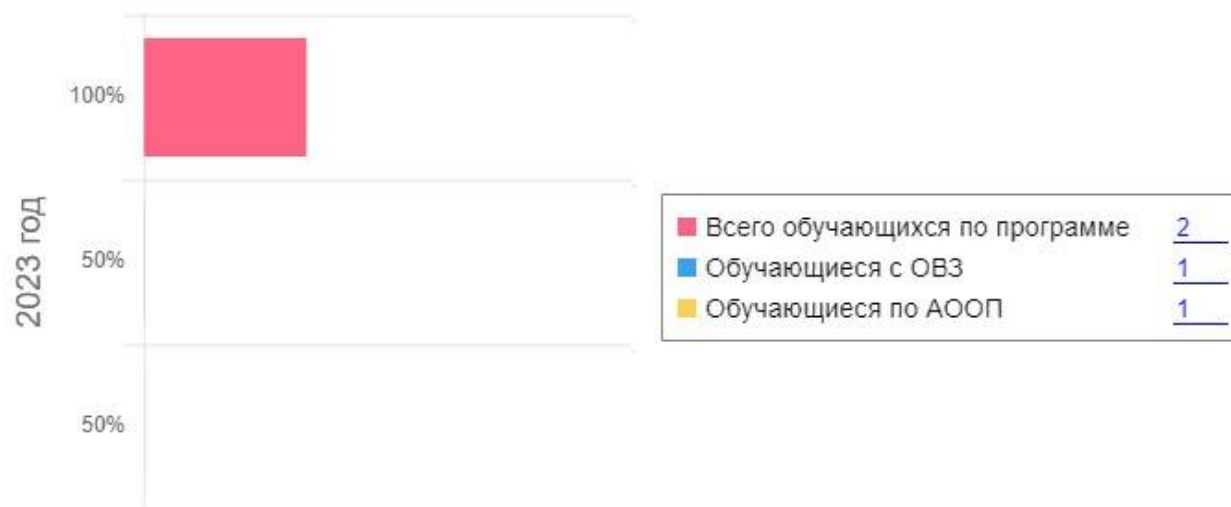 2023 год
100%
50%
50%
Всего обучающихся по программе 2
Обучающиеся с ОВЗ 1
Обучающиеся по АООП 1